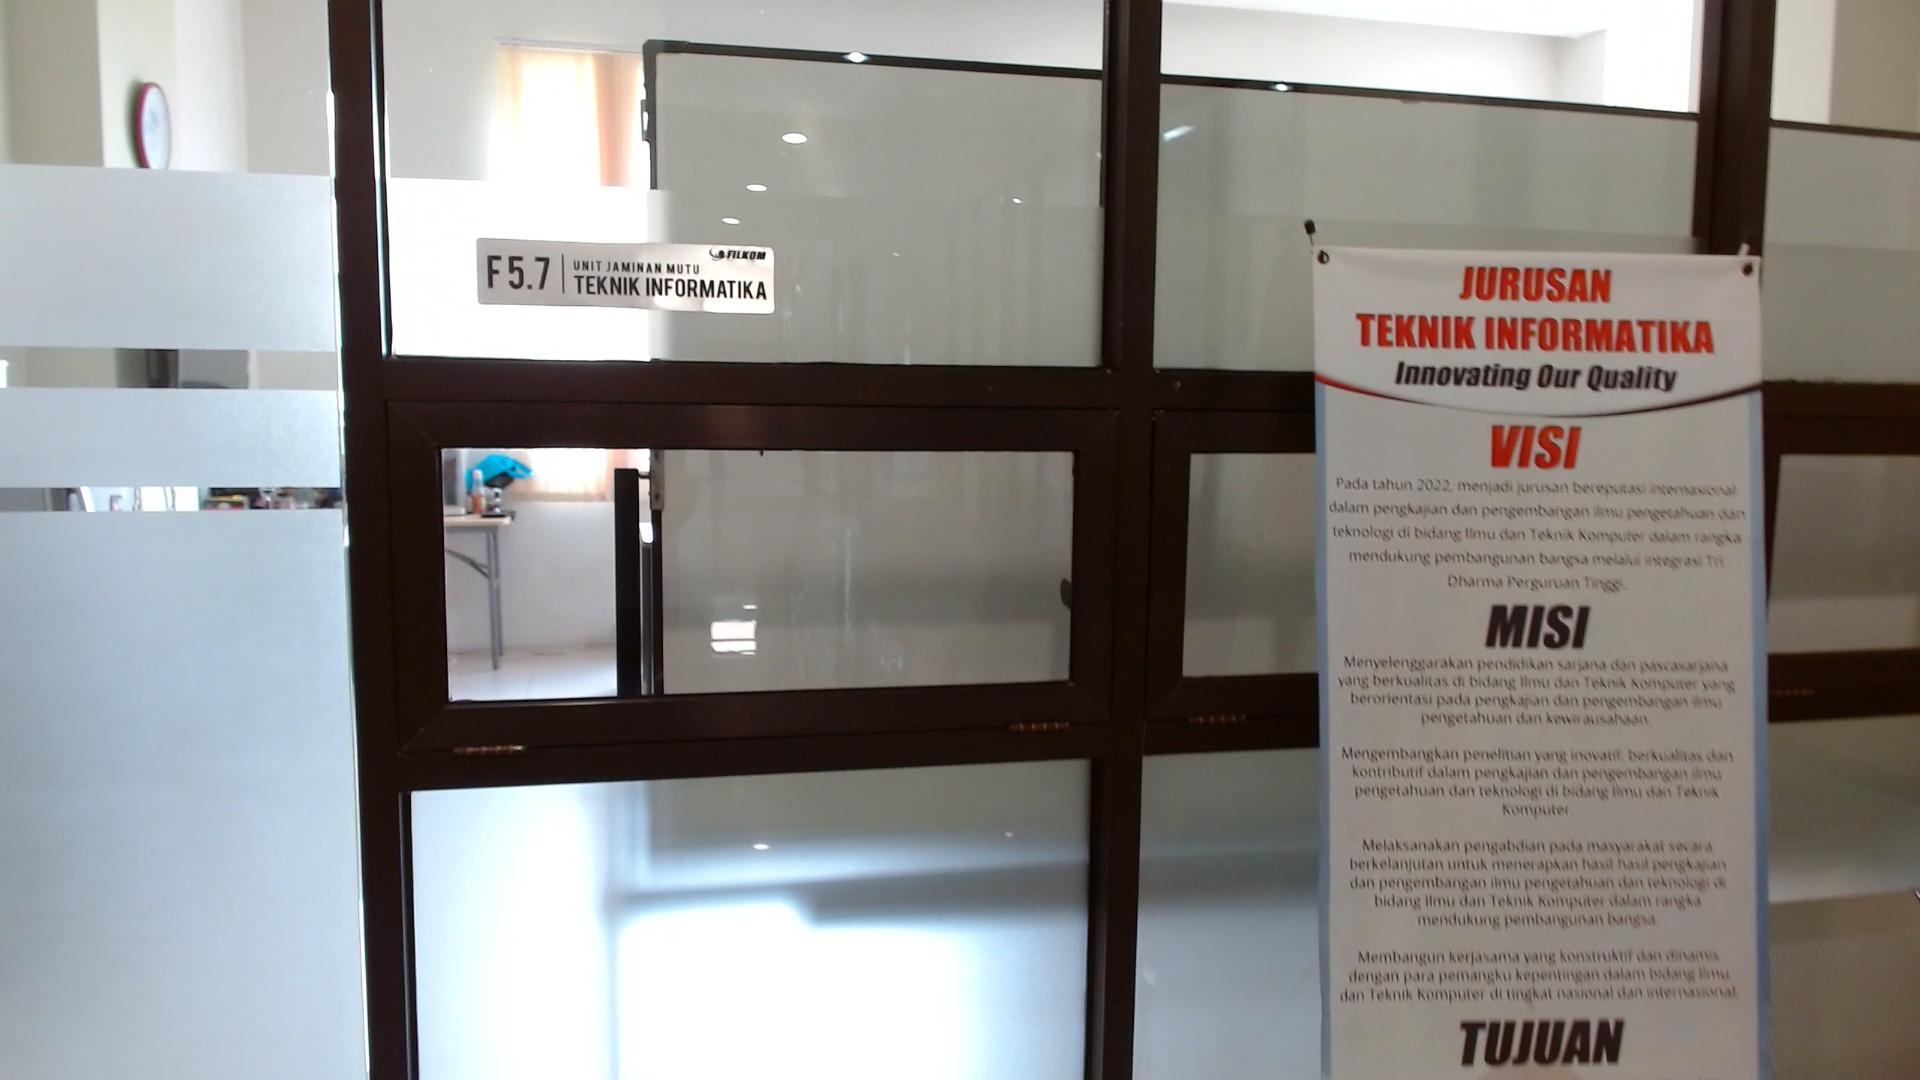 FILKOM
F5.7
UNIT JAMINAN MUTU
TEKNIK INFORMATIKA
JURUSAN
TEKNIK INFORMATIKA
Innovating Our Quality
VISI
Pada tahun 2022, menjadi jurusan bereputasi internasional
dalam pengkajian dan pengembangan ilmu pengetahuan dan
teknologi di bidang Ilmu dan Teknik Komputer dalam rangka
mendukung pembangunan bangsa melalui integrasi Tri
Dharma Perguruan Tinggi.
MISI
Menyelenggarakan pendidikan sarjana dan pascasarjana
yang berkualitas di bidang Ilmu dan Teknik Komputer yang
berorientasi pada pengkajian dan pengembangan ilmu
pengetahuan dan kewirausahaan.
Mengembangkan penelitian yang inovatif, berkualitas dan
kontributif dalam pengkajian dan pengembangan ilmu
pengetahuan dan teknologi di bidang Ilmu dan Teknik
Komputer.
Melaksanakan pengabdian pada masyarakat secara
berkelanjutan untuk menerapkan hasil-hasil pengkajian
dan pengembangan ilmu pengetahuan dan teknologi di
bidang Ilmu dan Teknik Komputer dalam rangka
mendukung pembangunan bangsa.
Membangun kerjasama yang konstruktif dan dinamis
dengan para pemangku kepentingan dalam bidang Ilmu
dan Teknik Komputer di tingkat nasional dan internasional.
TUJUAN